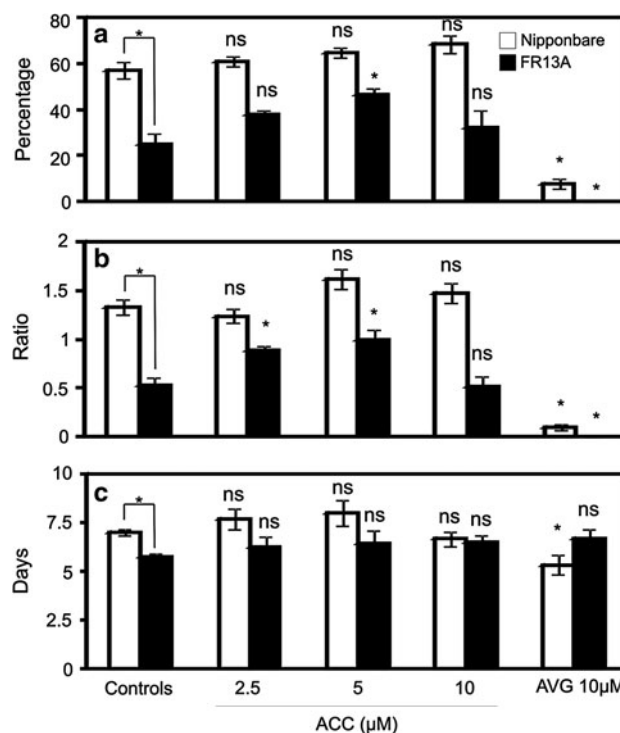 a
Percentage
80
60
40
20
0
*
ns
ns
ns
*
ns
ns
*
*
Nipponbare
FR13A
b
Ratio
2
1.5
1
0.5
0
*
ns
*
ns
*
ns
ns
*
*
c
Days
10
7.5
5
2.5
0
*
ns
ns
ns
ns
ns
ns
*
ns
Controls 2.5 5 10 AVG 10µM
ACC (µM)